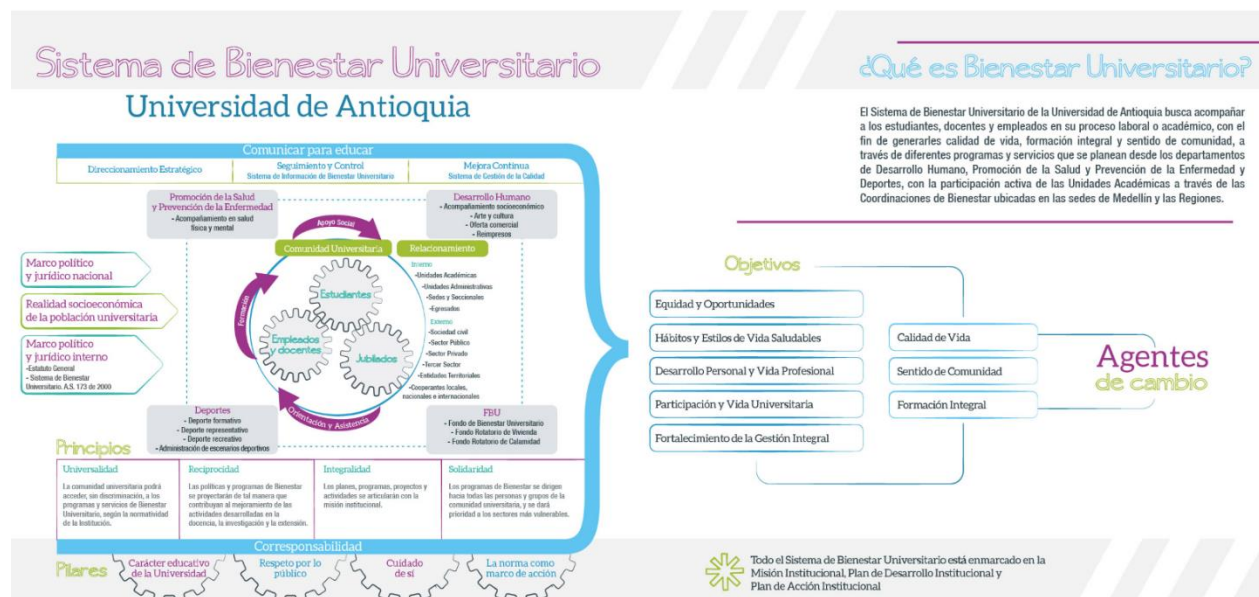 Sistema de Bienestar Universitario
Universidad de Antioquia
Comunicar para educar
Direccionamiento Estratégico
Seguimiento y Control
Sistema de Información de Bienestar Universitario
Mejora Continua
Sistema de Gestión de la Calidad
Promoción de la Salud
y Prevención de la Enfermedad
- Acompañamiento en salud
física y mental
Desarrollo Humano
- Acompañamiento socioeconómico
- Arte y cultura
- Oferta comercial
- Reimpresos
Apoyo Social
Formación
Orientación y Asistencia
Comunidad Universitaria
Estudiantes
Empleados
y docentes
Jubilados
Relacionamiento
Interno
-Unidades Académicas
-Unidades Administrativas
-Sedes y Seccionales
-Egresados
Externo
-Sociedad civil
-Sector Público
-Sector Privado
-Tercer Sector
-Entidades Territoriales
-Cooperantes locales,
nacionales e internacionales
Marco político
y jurídico nacional
Realidad socioeconómica
de la población universitaria
Marco político
y jurídico interno
-Estatuto General
- Sistema de Bienestar
Universitario. A.S. 173 de 2000
Deportes
- Deporte formativo
- Deporte representativo
- Deporte recreativo
- Administración de escenarios deportivos
FBU
- Fondo de Bienestar Universitario
- Fondo Rotatorio de Vivienda
- Fondo Rotatorio de Calamidad
Principios
Universalidad
La comunidad universitaria podrá
acceder, sin discriminación, a los
programas y servicios de Bienestar
Universitario, según la normatividad
de la Institución.
Reciprocidad
Las políticas y programas de Bienestar
se proyectarán de tal manera que
contribuyan al mejoramiento de las
actividades desarrolladas en la
docencia, la investigación y la extensión.
Integralidad
Los planes, programas, proyectos y
actividades se articularán con la
misión institucional.
Solidaridad
Los programas de Bienestar se dirigen
hacia todas las personas y grupos de la
comunidad universitaria, y se dará
prioridad a los sectores más vulnerables.
Corresponsabilidad
Pilares
Carácter educativo
de la Universidad
Respeto por lo
público
Cuidado
de sí
La norma como
marco de acción
¿Qué es Bienestar Universitario?
El Sistema de Bienestar Universitario de la Universidad de Antioquia busca acompañar
a los estudiantes, docentes y empleados en su proceso laboral o académico, con el
fin de generarles calidad de vida, formación integral y sentido de comunidad, a
través de diferentes programas y servicios que se planean desde los departamentos
de Desarrollo Humano, Promoción de la Salud y Prevención de la Enfermedad y
Deportes, con la participación activa de las Unidades Académicas a través de las
Coordinaciones de Bienestar ubicadas en las sedes de Medellín y las Regiones.
Objetivos
Equidad y Oportunidades
Hábitos y Estilos de Vida Saludables
Desarrollo Personal y Vida Profesional
Participación y Vida Universitaria
Fortalecimiento de la Gestión Integral
Calidad de Vida
Sentido de Comunidad
Formación Integral
Agentes
de cambio
Todo el Sistema de Bienestar Universitario está enmarcado en la
Misión Institucional, Plan de Desarrollo Institucional y
Plan de Acción Institucional